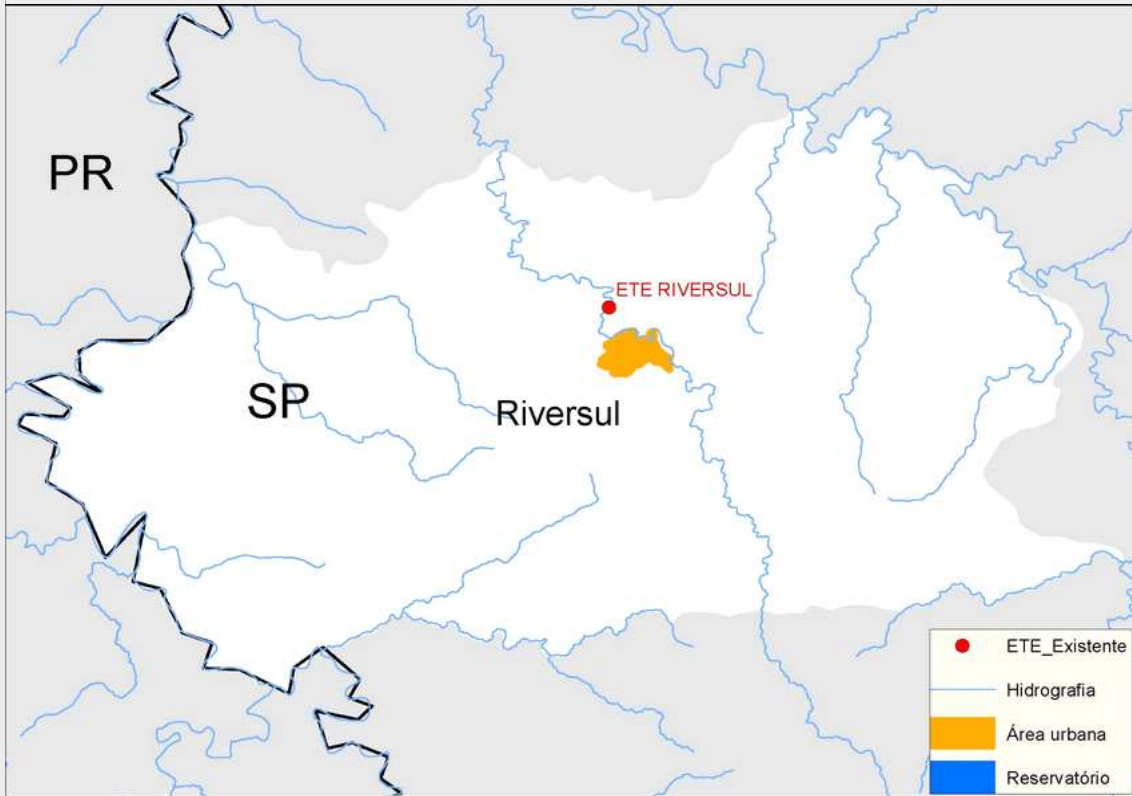 PR
ETE RIVERSUL
SP
Riversul
ETE_Existente
Hidrografia
Área urbana
Reservatório